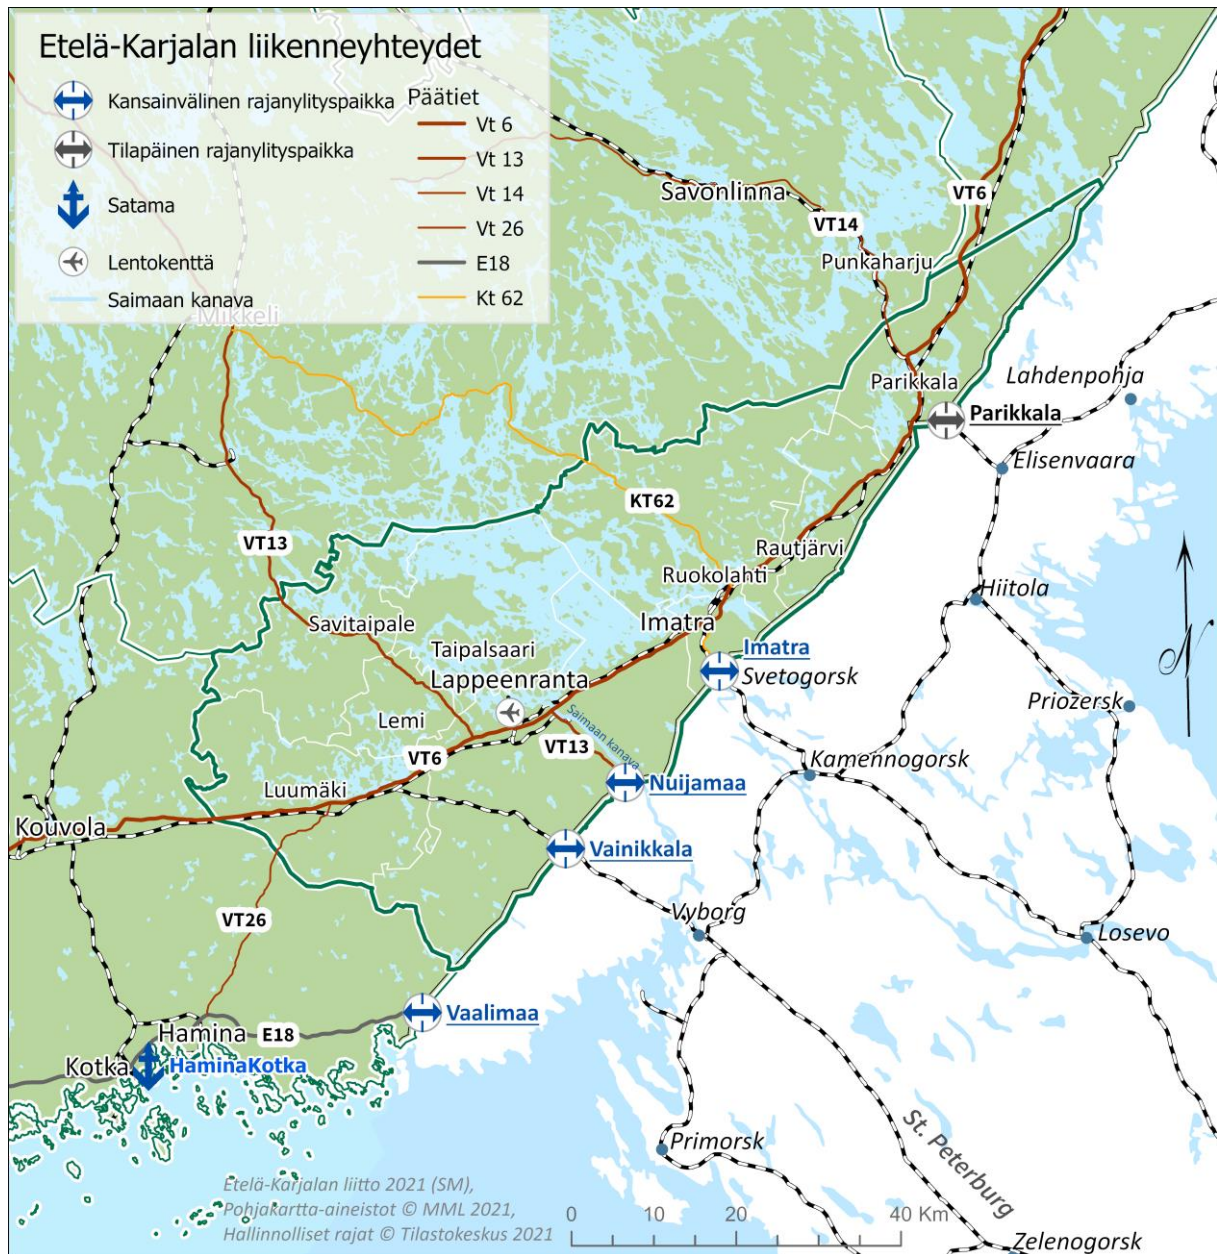 Etelä-Karjalan liikenneyhteydet
Kansainvälinen rajanylityspaikka
Tilapäinen rajanylityspaikka
Satama
Lentokenttä
Saimaan kanava
Päätiet
Vt 6
Vt 13
Vt 14
Vt 26
E18
Kt 62
Mikkeli
Savonlinna
VT14
VT6
Punkaharju
Parikkala
Lahdenpohja
Parikkala
Elisenvaara
KT62
VT13
Rautjärvi
Ruokolahti
Hiitola
Savitaipale
Imatra
Taipalsaari
Imatra
Lappeenranta
Svetogorsk
Priozersk
Lemi
Saimaan kanava
VT6
VT13
Kamennogorsk
Nuijamaa
Luumäki
Kouvola
Vainikkala
VT26
Vyborg
Losevo
Vaalimaa
Hamina
E18
Kotka
HaminaKotka
N
St. Peterburg
Primorsk
Zelenogorsk
Etelä-Karjalan liitto 2021 (SM),
Pohjakartta-aineistot © MML 2021,
Hallinnolliset rajat © Tilastokeskus 2021
0 10 20 40 Km